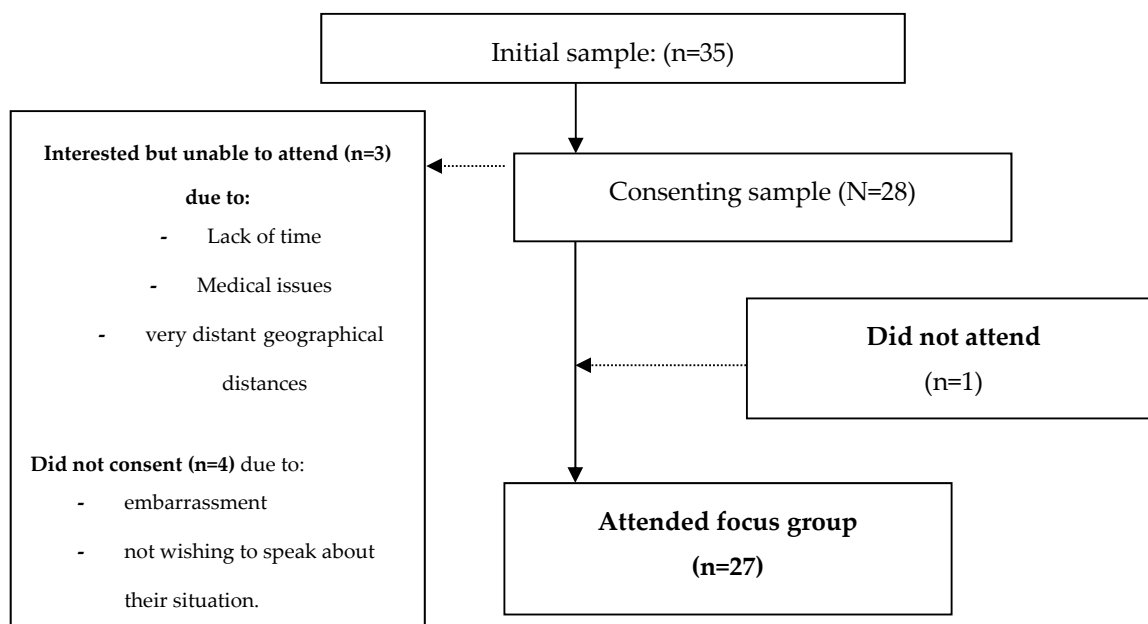 Initial sample: (n=35)
Interested but unable to attend (n=3)
due to:
- Lack of time
- Medical issues
- very distant geographical
distances
Did not consent (n=4) due to:
- embarrassment
- not wishing to speak about
their situation.
Consenting sample (N=28)
Did not attend
(n=1)
Attended focus group
(n=27)